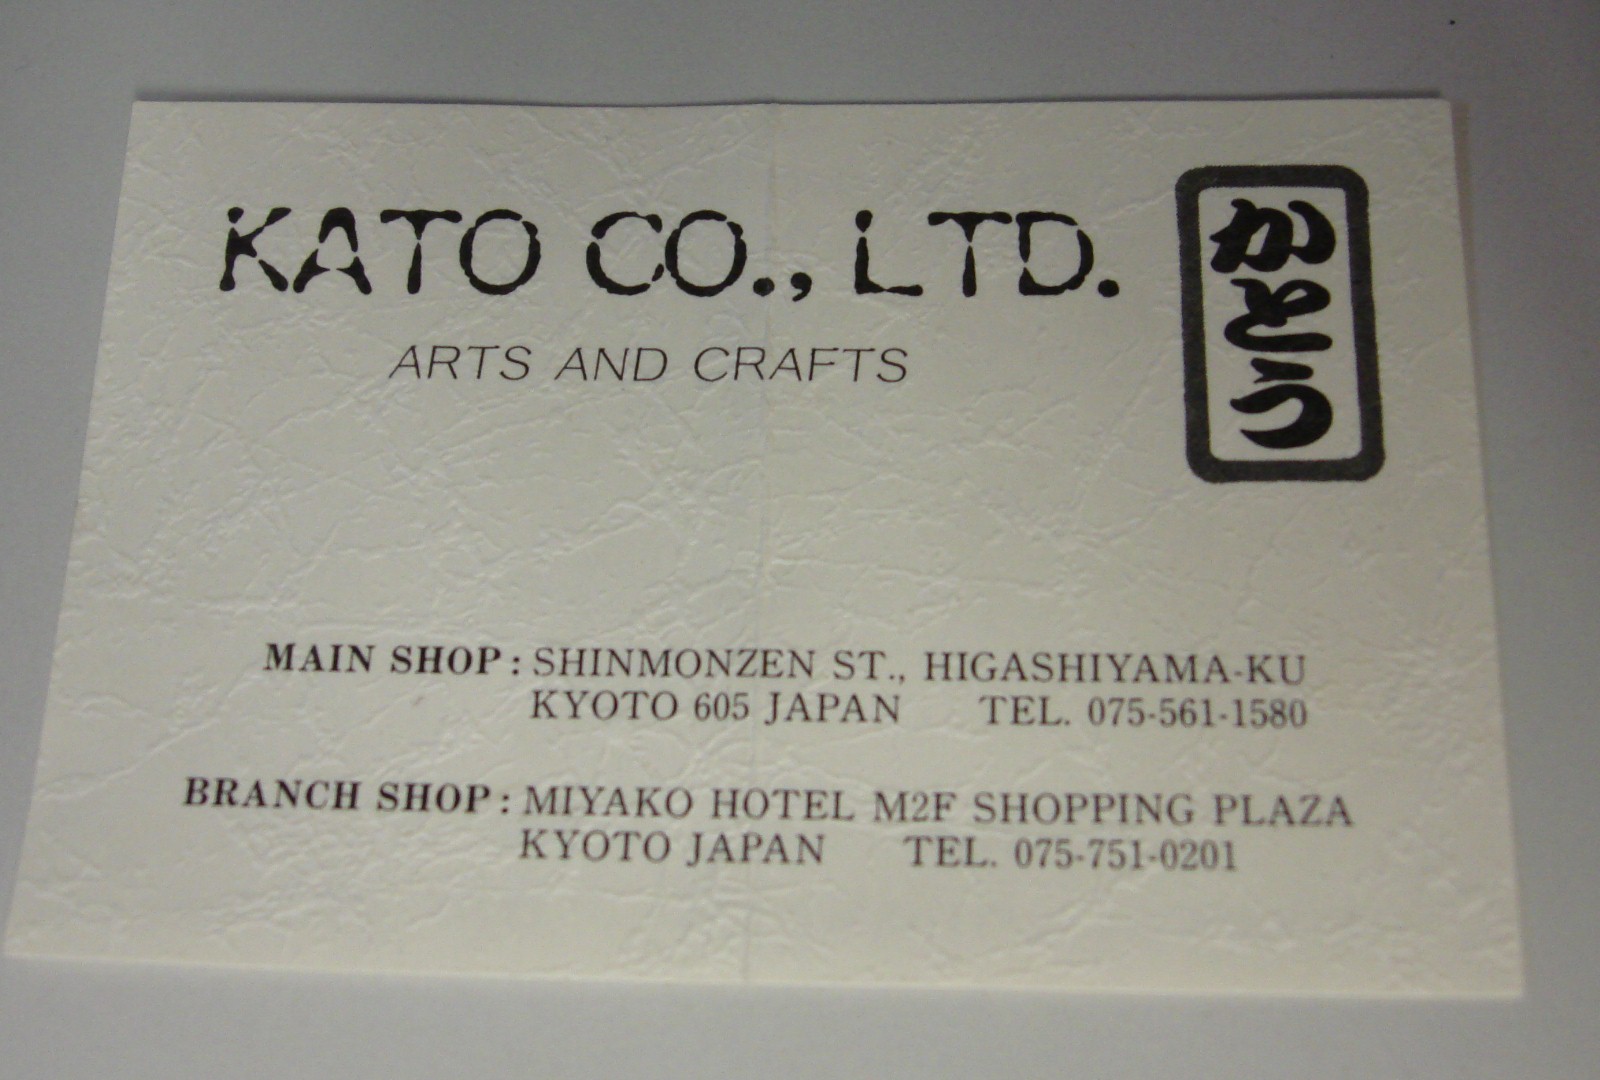 KATO CO., LTD.
ARTS AND CRAFTS
かとう
MAIN SHOP : SHINMONZEN ST., HIGASHIYAMA-KU
KYOTO 605 JAPAN TEL. 075-561-1580
BRANCH SHOP : MIYAKO HOTEL M2F SHOPPING PLAZA
KYOTO JAPAN TEL. 075-751-0201